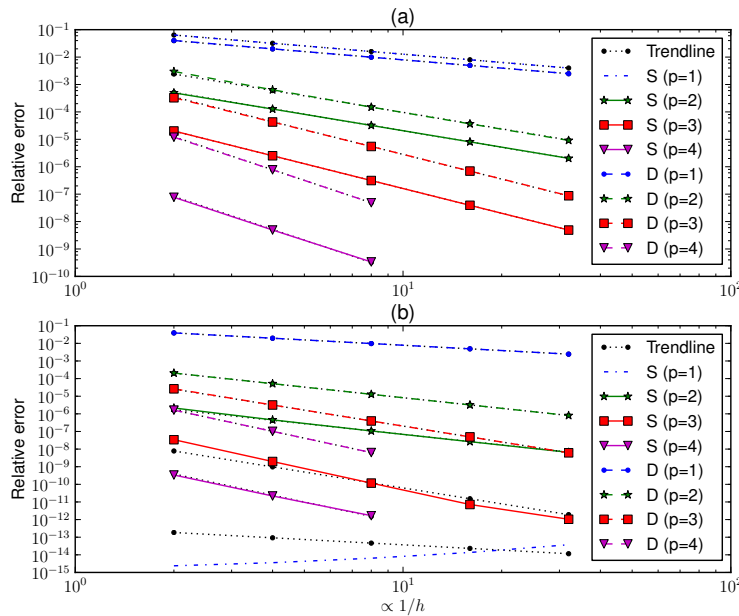 (a)
Relative error
10^-1
10^-2
10^-3
10^-4
10^-5
10^-6
10^-7
10^-8
10^-9
10^-10
10^0
10^1
10^2
Trendline
S (p=1)
S (p=2)
S (p=3)
S (p=4)
D (p=1)
D (p=2)
D (p=3)
D (p=4)
(b)
Relative error
10^-1
10^-2
10^-3
10^-4
10^-5
10^-6
10^-7
10^-8
10^-9
10^-10
10^-11
10^-12
10^-13
10^-14
10^-15
10^0
10^1
10^2
∝ 1/h
Trendline
S (p=1)
S (p=2)
S (p=3)
S (p=4)
D (p=1)
D (p=2)
D (p=3)
D (p=4)